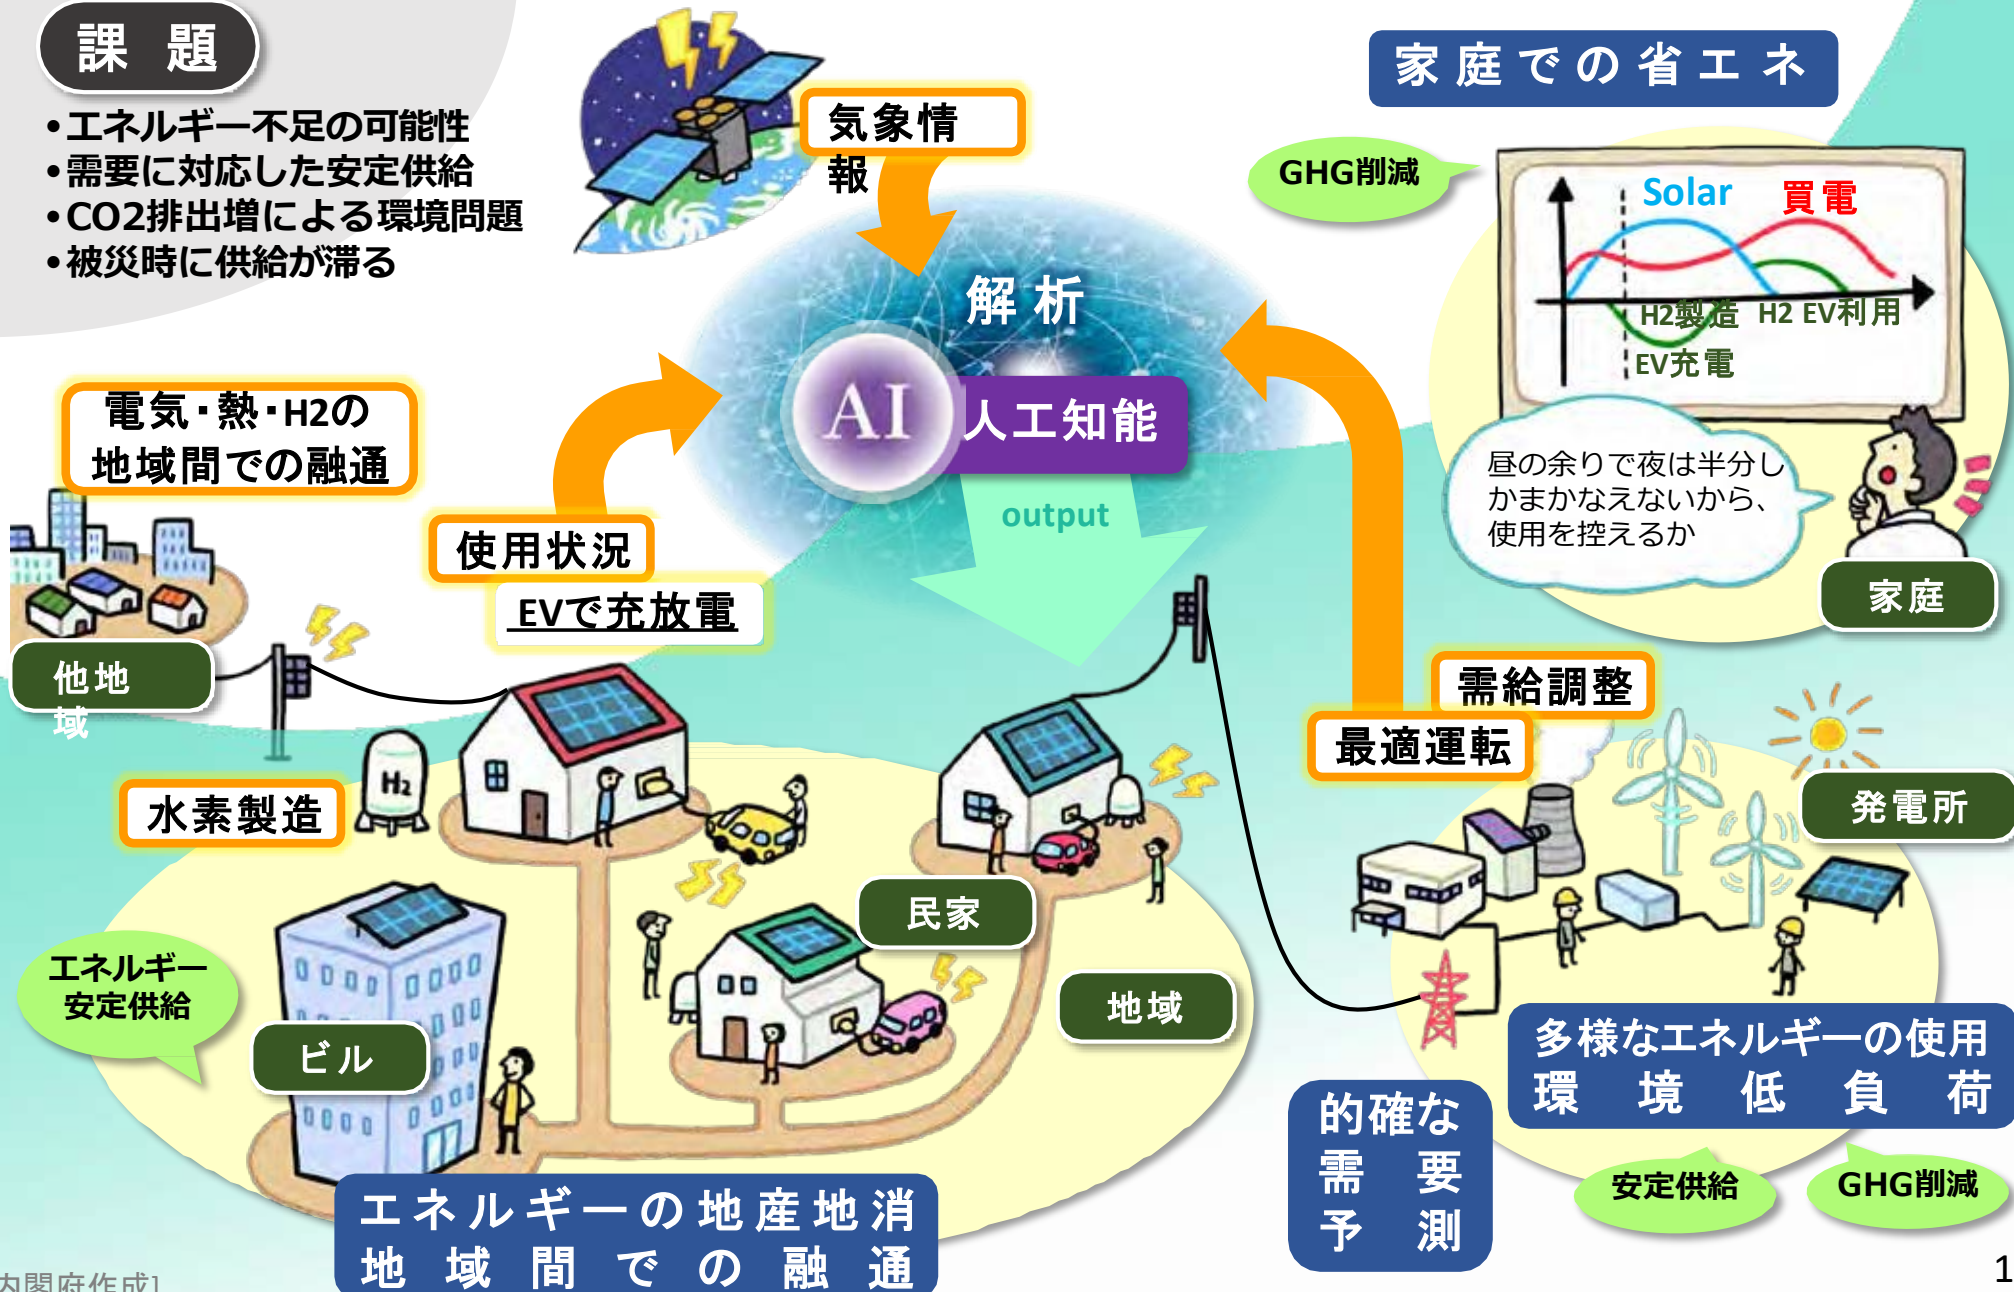 課 題
•エネルギー不足の可能性
•需要に対応した安定供給
•CO2排出増による環境問題
•被災時に供給が滞る
気象情
報
家庭での省エネ
GHG削減
Solar
買電
H2製造
H2 EV利用
EV充電
昼の余りで夜は半分し
かまかなえないから、
使用を控えるか
家庭
解析
AI
人工知能
output
電気・熱・H2の
地域間での融通
使用状況
EVで充放電
他地
域
水素製造
H2
需給調整
最適運転
発電所
民家
地域
エネルギー
安定供給
ビル
多様なエネルギーの使用
環境低負荷
的確な
需要
予測
安定供給
GHG削減
エネルギーの地産地消
地域間での融通
内閣府作成]
1